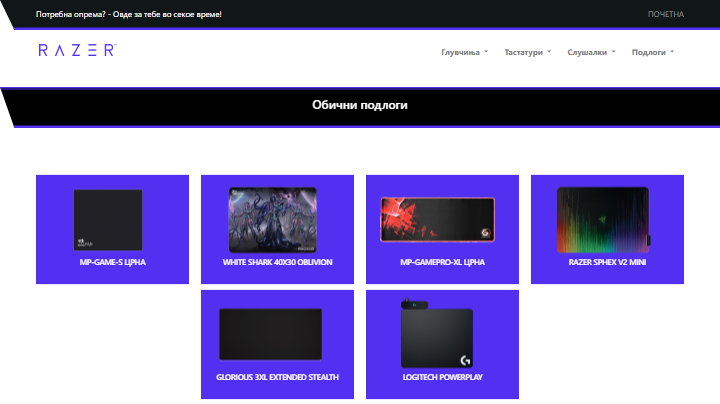 Потребна опрема? - Овде за тебе во секое време!
ПОЧЕТНА
RAZER
Глувчиња
Тастатури
Слушалки
Подлоги
Обични подлоги
MP-GAME-S ЦРНА
WHITE SHARK 40X30 OBLIVION
MP-GAMEPRO-XL ЦРНА
RAZER SPHEX V2 MINI
GLORIOUS 3XL EXTENDED STEALTH
LOGITECH POWERPLAY